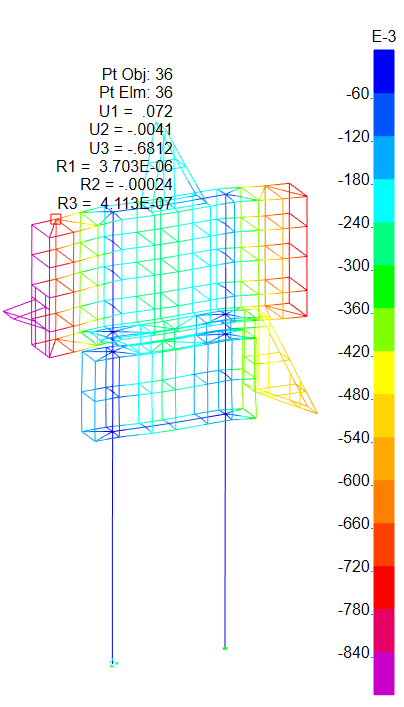 E-3
Pt Obj: 36
Pt Elm: 36
U1 = .072
U2 = -.0041
U3 = -.6812
R1 = 3.703E-06
R2 = -.00024
R3 = 4.113E-07
-60.
-120.
-180.
-240.
-300.
-360.
-420.
-480.
-540.
-600.
-660.
-720.
-780.
-840.